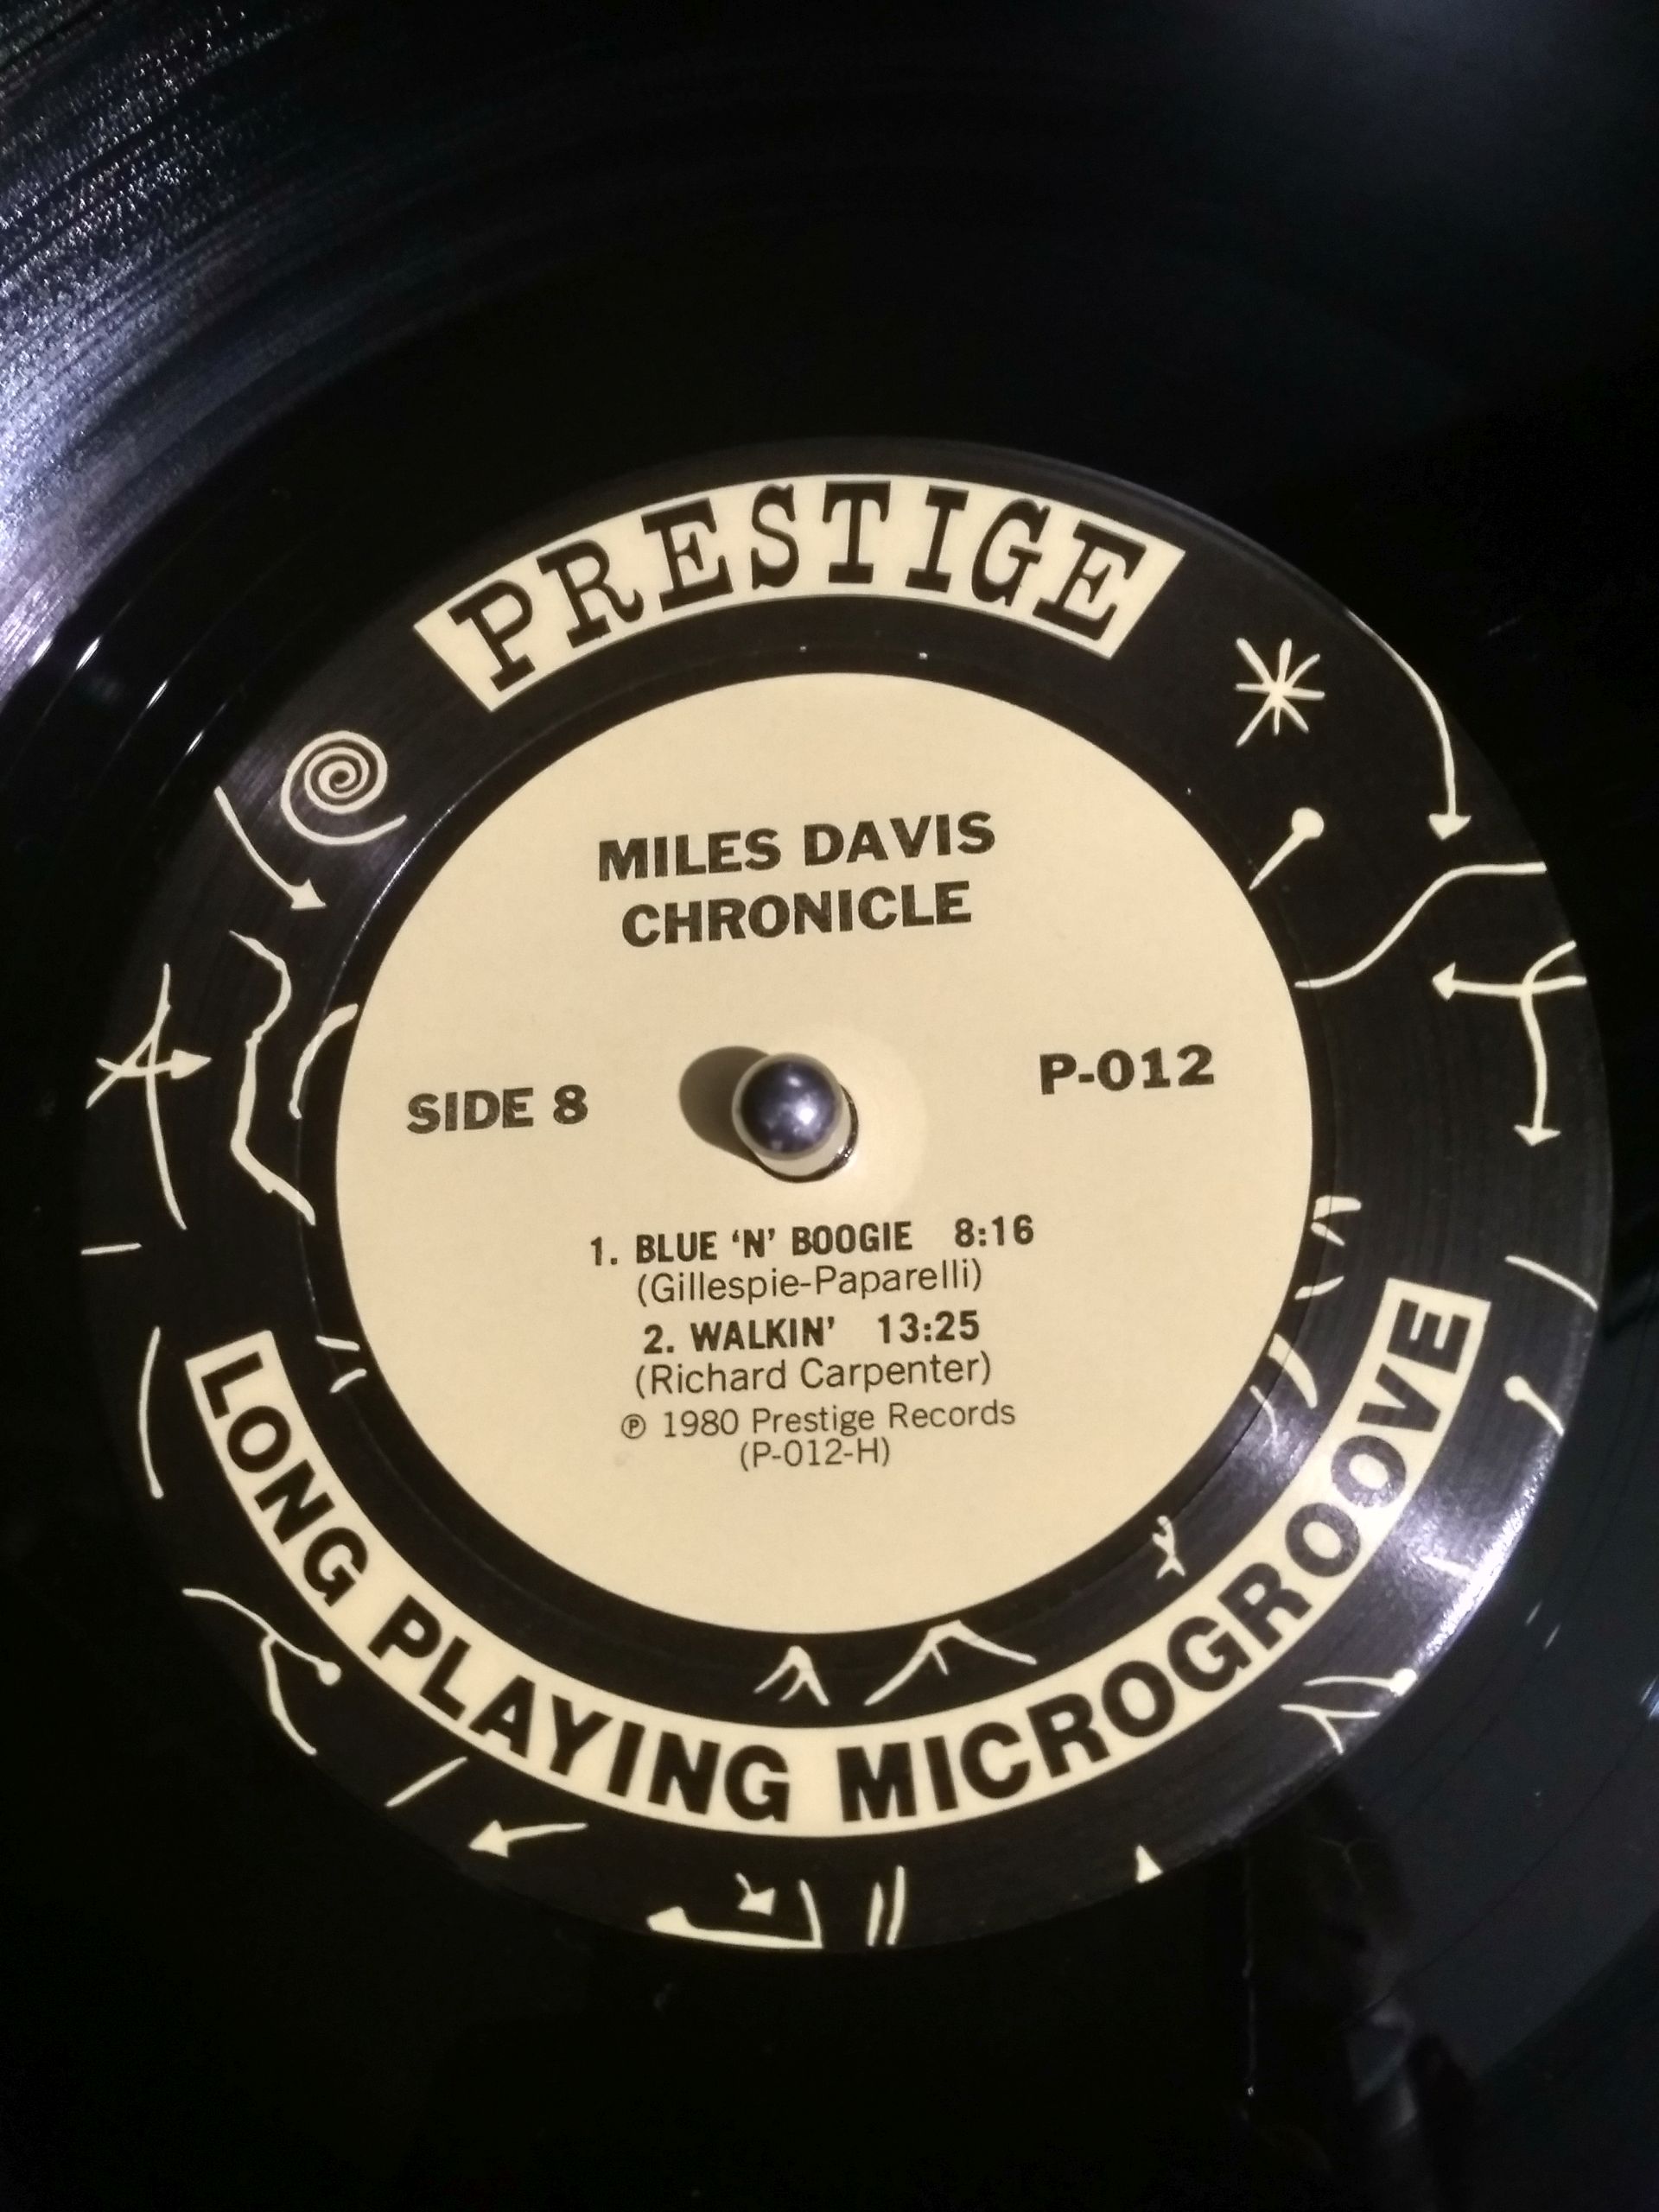 PRESTIGE
MILES DAVIS
CHRONICLE
SIDE 8
P-012
1. BLUE ‘N’ BOOGIE 8:16
(Gillespie-Paparelli)
2. WALKIN’ 13:25
(Richard Carpenter)
℗ 1980 Prestige Records
(P-012-H)
LONG PLAYING MICROGROOVE